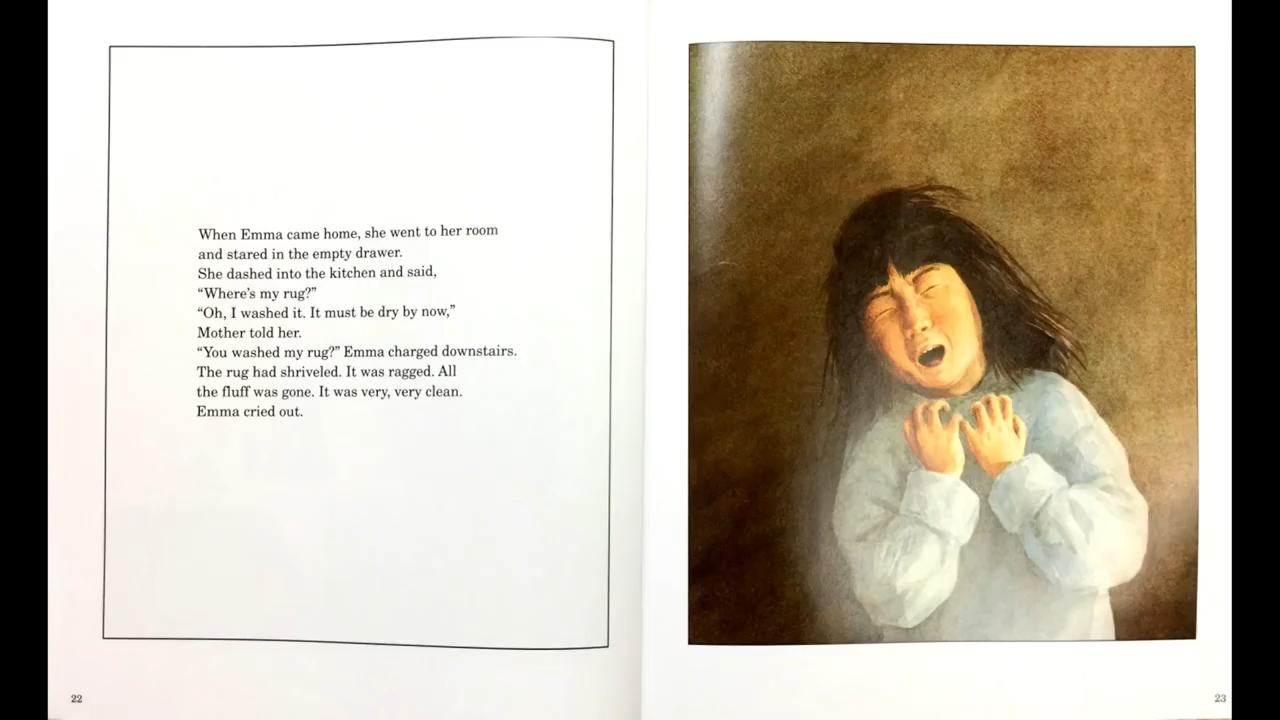 When Emma came home, she went to her room
and stared in the empty drawer.
She dashed into the kitchen and said,
“Where’s my rug?”
“Oh, I washed it. It must be dry by now,”
Mother told her.
“You washed my rug?” Emma charged downstairs.
The rug had shriveled. It was ragged. All
the fluff was gone. It was very, very clean.
Emma cried out.
22
23